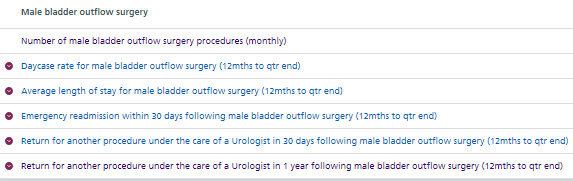 Male bladder outflow surgery
Number of male bladder outflow surgery procedures (monthly)
Daycase rate for male bladder outflow surgery (12mths to qtr end)
Average length of stay for male bladder outflow surgery (12mths to qtr end)
Emergency readmission within 30 days following male bladder outflow surgery (12mths to qtr end)
Return for another procedure under the care of a Urologist in 30 days following male bladder outflow surgery (12mths to qtr end)
Return for another procedure under the care of a Urologist in 1 year following male bladder outflow surgery (12mths to qtr end)